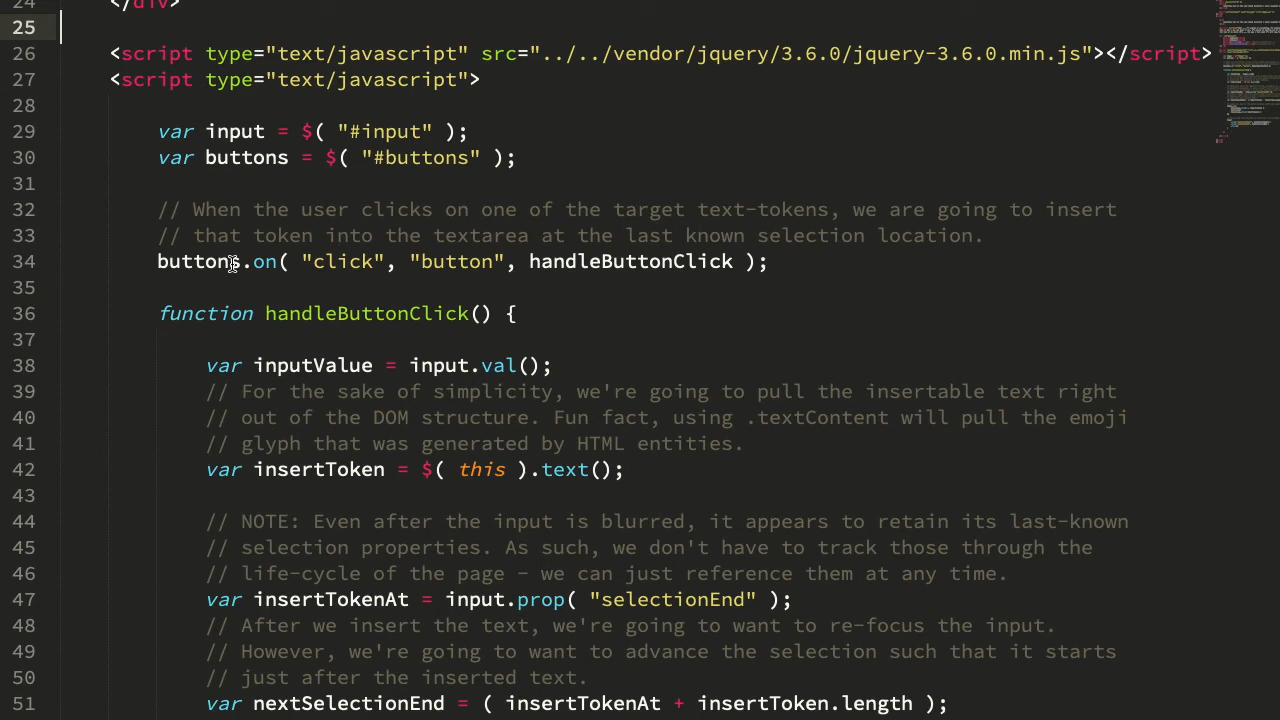 24 </div>
25
26 <script type="text/javascript" src="../../vendor/jquery/3.6.0/jquery-3.6.0.min.js"></script>
27 <script type="text/javascript">
28
29 var input = $( "#input" );
30 var buttons = $( "#buttons" );
31
32 // When the user clicks on one of the target text-tokens, we are going to insert
33 // that token into the textarea at the last known selection location.
34 buttons.on( "click", "button", handleButtonClick );
35
36 function handleButtonClick() {
37
38 var inputValue = input.val();
39 // For the sake of simplicity, we're going to pull the insertable text right
40 // out of the DOM structure. Fun fact, using .textContent will pull the emoji
41 // glyph that was generated by HTML entities.
42 var insertToken = $( this ).text();
43
44 // NOTE: Even after the input is blurred, it appears to retain its last-known
45 // selection properties. As such, we don't have to track those through the
46 // life-cycle of the page - we can just reference them at any time.
47 var insertTokenAt = input.prop( "selectionEnd" );
48 // After we insert the text, we're going to want to re-focus the input.
49 // However, we're going to want to advance the selection such that it starts
50 // just after the inserted text.
51 var nextSelectionEnd = ( insertTokenAt + insertToken.length );